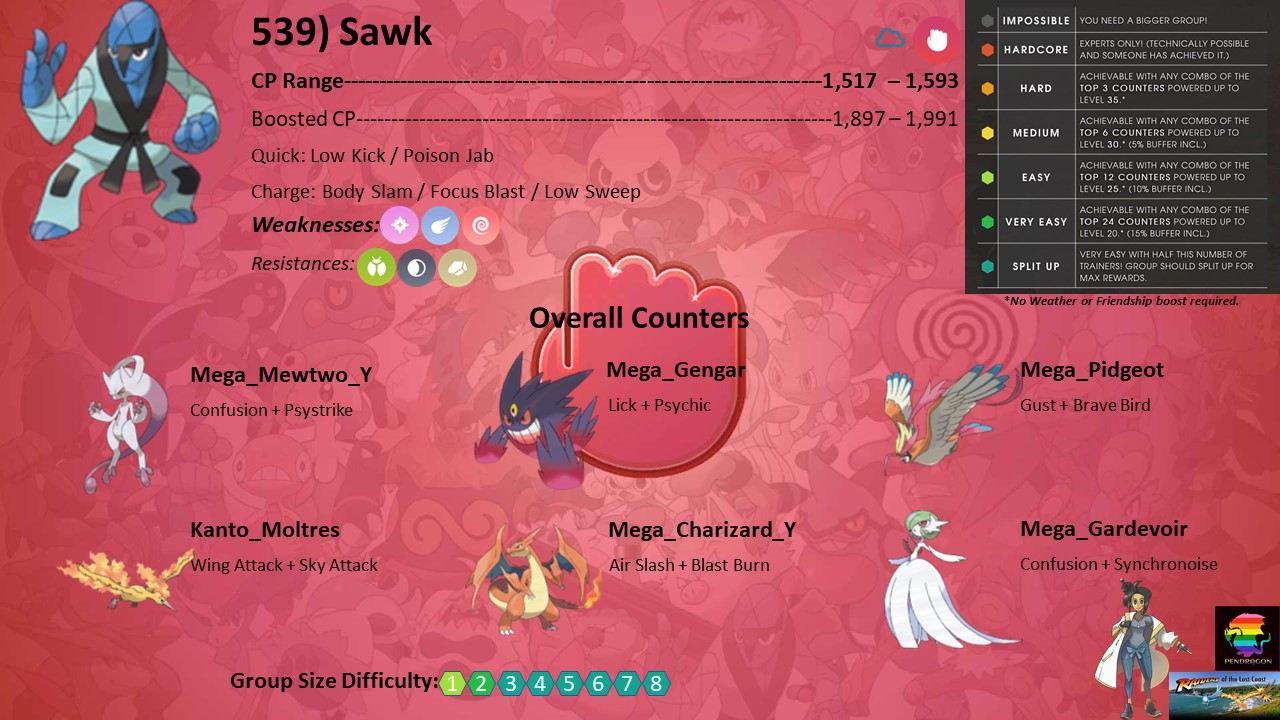 539) Sawk
CP Range--------------------------------------------------------------------1,517 – 1,593
Boosted CP--------------------------------------------------------------------1,897 – 1,991
Quick: Low Kick / Poison Jab
Charge: Body Slam / Focus Blast / Low Sweep
Weaknesses:
Resistances:
IMPOSSIBLE YOU NEED A BIGGER GROUP!
HARDCORE EXPERTS ONLY! (TECHNICALLY POSSIBLE
AND SOMEONE HAS ACHIEVED IT.)
HARD ACHIEVABLE WITH ANY COMBO OF THE
TOP 3 COUNTERS POWERED UP TO
LEVEL 35.*
MEDIUM ACHIEVABLE WITH ANY COMBO OF THE
TOP 6 COUNTERS POWERED UP TO
LEVEL 30.* (5% BUFFER INCL.)
EASY ACHIEVABLE WITH ANY COMBO OF THE
TOP 12 COUNTERS POWERED UP TO
LEVEL 25.* (10% BUFFER INCL.)
VERY EASY ACHIEVABLE WITH ANY COMBO OF THE
TOP 24 COUNTERS POWERED UP TO
LEVEL 20.* (15% BUFFER INCL.)
SPLIT UP VERY EASY WITH HALF THIS NUMBER OF
TRAINERS! GROUP SHOULD SPLIT UP FOR
MAX REWARDS.
*No Weather or Friendship boost required.
Overall Counters
Mega_Mewtwo_Y
Confusion + Psystrike
Mega_Gengar
Lick + Psychic
Mega_Pidgeot
Gust + Brave Bird
Kanto_Moltres
Wing Attack + Sky Attack
Mega_Charizard_Y
Air Slash + Blast Burn
Mega_Gardevoir
Confusion + Synchronoise
Group Size Difficulty: 1 2 3 4 5 6 7 8
PENDRAGON
RAIDERS of the Lost Coast